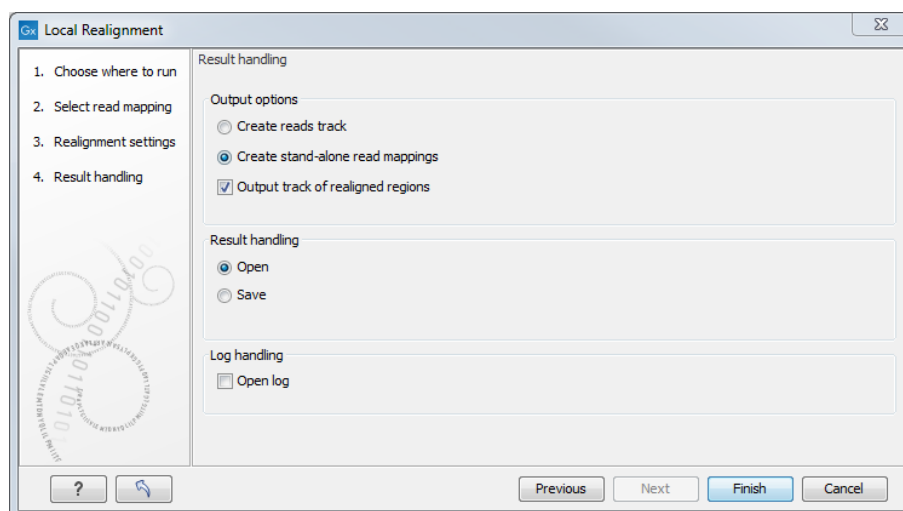 Gx Local Realignment
1. Choose where to run
2. Select read mapping
3. Realignment settings
4. Result handling
Result handling
Output options
Create reads track
Create stand-alone read mappings
Output track of realigned regions
Result handling
Open
Save
Log handling
Open log
?
Previous
Next
Finish
Cancel